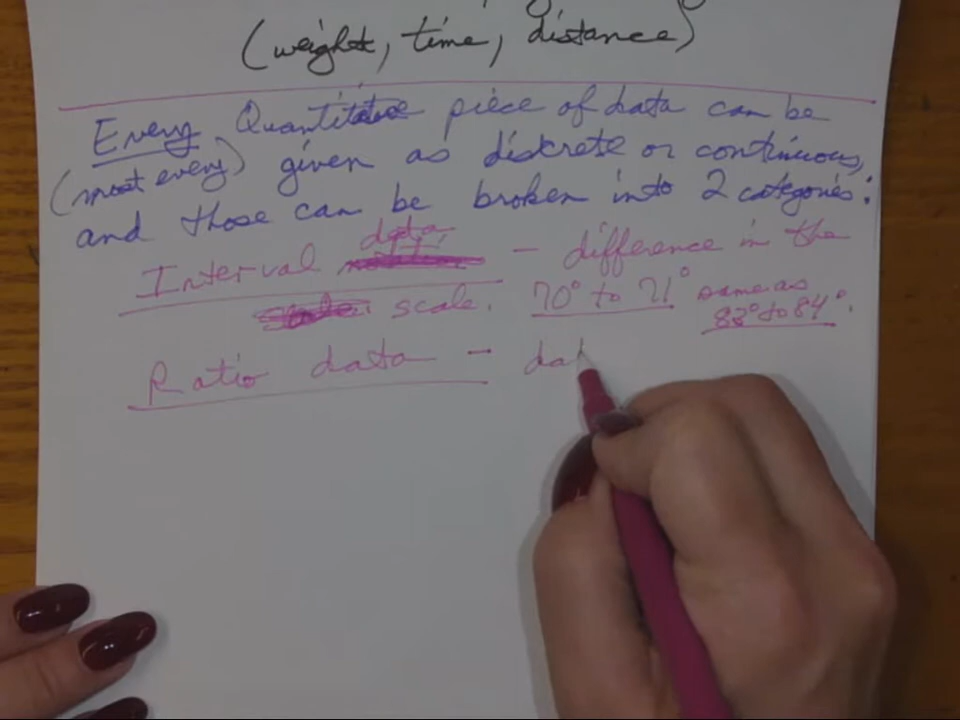 (weight, time, distance)
Every Quantitative piece of data can be
(most every) given as discrete or continuous,
and those can be broken into 2 categories:
Interval data - difference in the
scale. 70° to 71° same as
83° to 84°.
Ratio data - dat